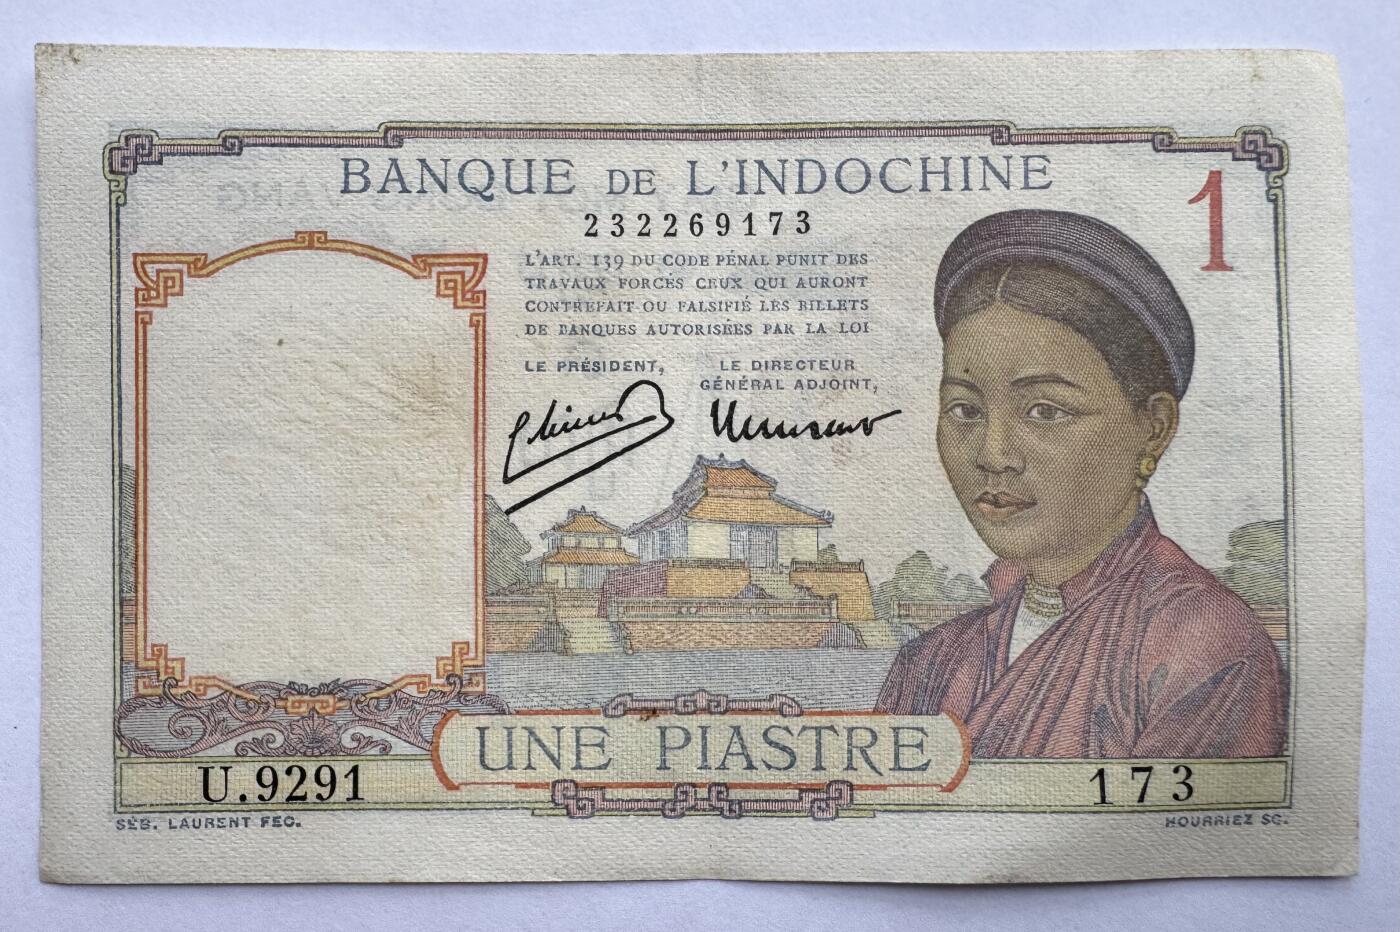 BANQUE DE L'INDOCHINE
1
232269173
L'ART. 139 DU CODE PÉNAL PUNIT DES
TRAVAUX FORCÉS CEUX QUI AURONT
CONTREFAIT OU FALSIFIÉ LES BILLETS
DE BANQUES AUTORISÉES PAR LA LOI
LE PRÉSIDENT,
LE DIRECTEUR
GÉNÉRAL ADJOINT,
UNE PIASTRE
U.9291
173
SÉB. LAURENT FEC.
HOURRIEZ SC.